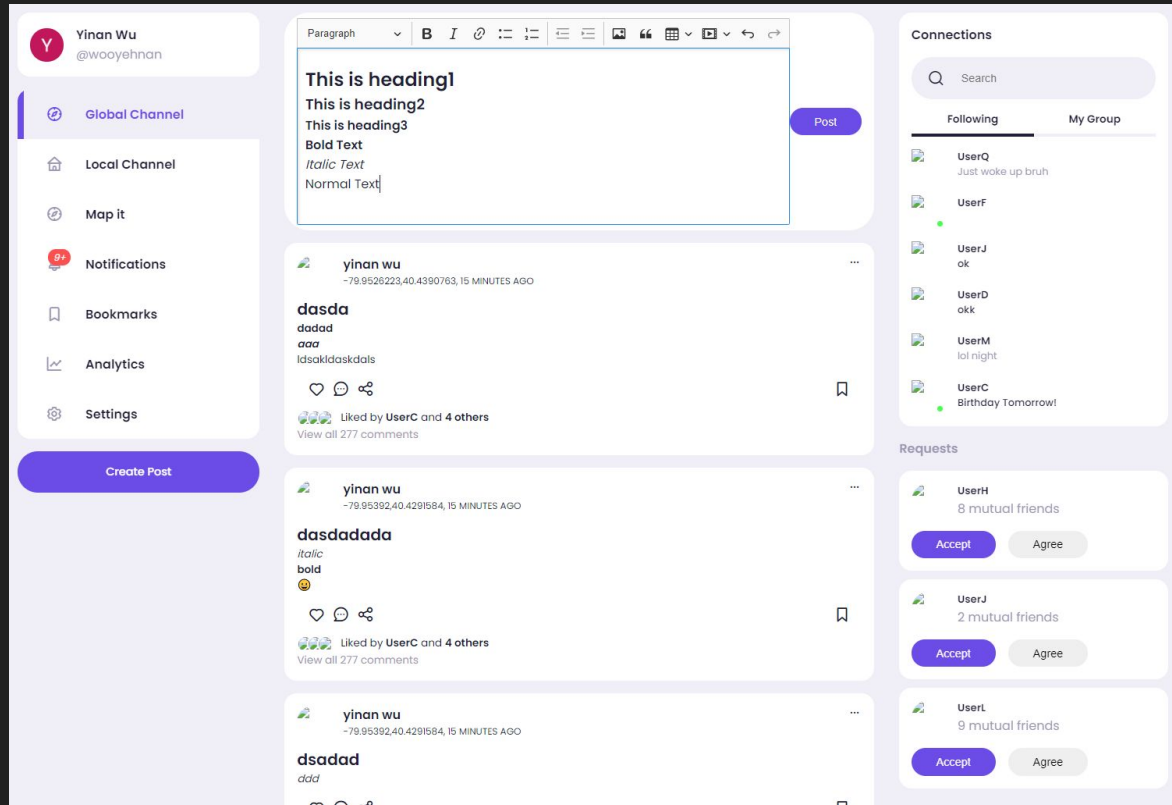 Y
Yinan Wu
@wooyehnan
Global Channel
Local Channel
Map it
9+
Notifications
Bookmarks
Analytics
Settings
Create Post
Paragraph
This is heading1
This is heading2
This is heading3
Bold Text
Italic Text
Normal Text
Post
yinan wu
-79.9526223,40.4390763, 15 MINUTES AGO
dasda
dadad
aaa
ldsakldaskdals
Liked by UserC and 4 others
View all 277 comments
yinan wu
-79.95392,40.4291584, 15 MINUTES AGO
dasdadada
italic
bold
Liked by UserC and 4 others
View all 277 comments
yinan wu
-79.95392,40.4291584, 15 MINUTES AGO
dsadad
ddd
Connections
Search
Following My Group
UserQ
Just woke up bruh
UserF
UserJ
ok
UserD
okk
UserM
lol night
UserC
Birthday Tomorrow!
Requests
UserH
8 mutual friends
Accept Agree
UserJ
2 mutual friends
Accept Agree
UserL
9 mutual friends
Accept Agree